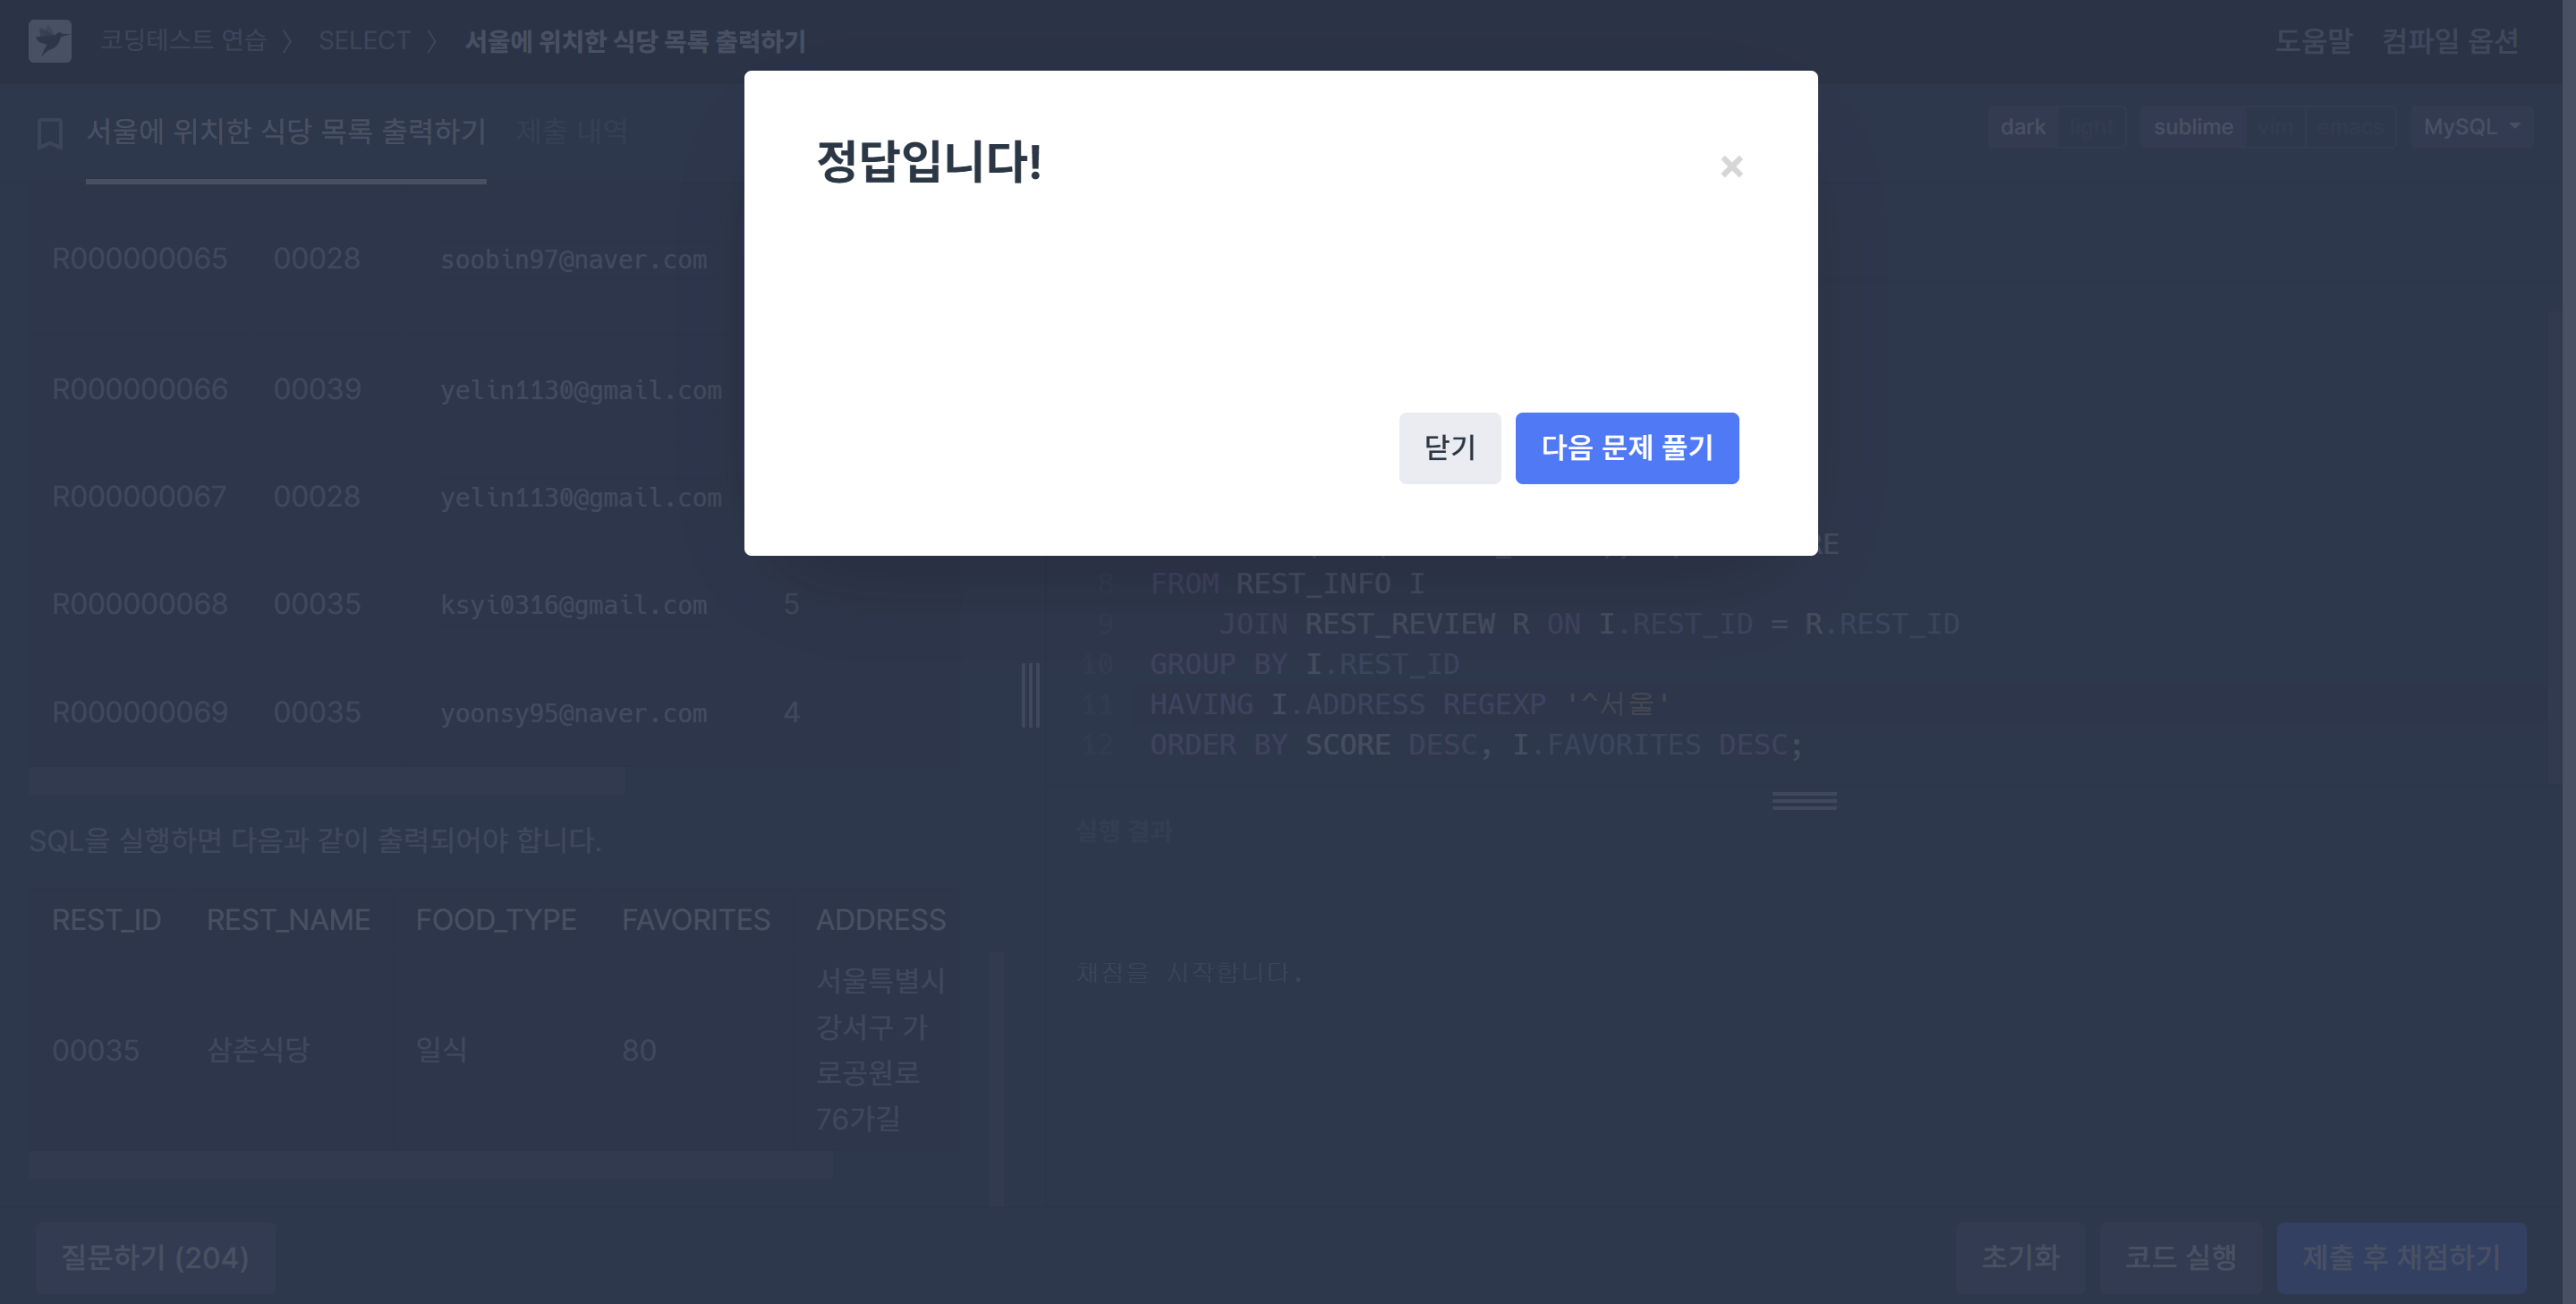 코딩테스트 연습 〉 SELECT 〉 서울에 위치한 식당 목록 출력하기
도움말 컴파일 옵션
서울에 위치한 식당 목록 출력하기 제출 내역
dark light sublime vim emacs MySQL
정답입니다!
×
닫기 다음 문제 풀기
R000000065 00028 soobin97@naver.com
R000000066 00039 yelin1130@gmail.com
R000000067 00028 yelin1130@gmail.com
R000000068 00035 ksyi0316@gmail.com 5
R000000069 00035 yoonsy95@naver.com 4
SQL을 실행하면 다음과 같이 출력되어야 합니다.
REST_ID REST_NAME FOOD_TYPE FAVORITES ADDRESS
00035 삼촌식당 일식 80 서울특별시
강서구 가
로공원로
76가길
8 FROM REST_INFO I
9 JOIN REST_REVIEW R ON I.REST_ID = R.REST_ID
10 GROUP BY I.REST_ID
11 HAVING I.ADDRESS REGEXP '^서울'
12 ORDER BY SCORE DESC, I.FAVORITES DESC;
실행 결과
채점을 시작합니다.
질문하기 (204)
초기화 코드 실행 제출 후 채점하기